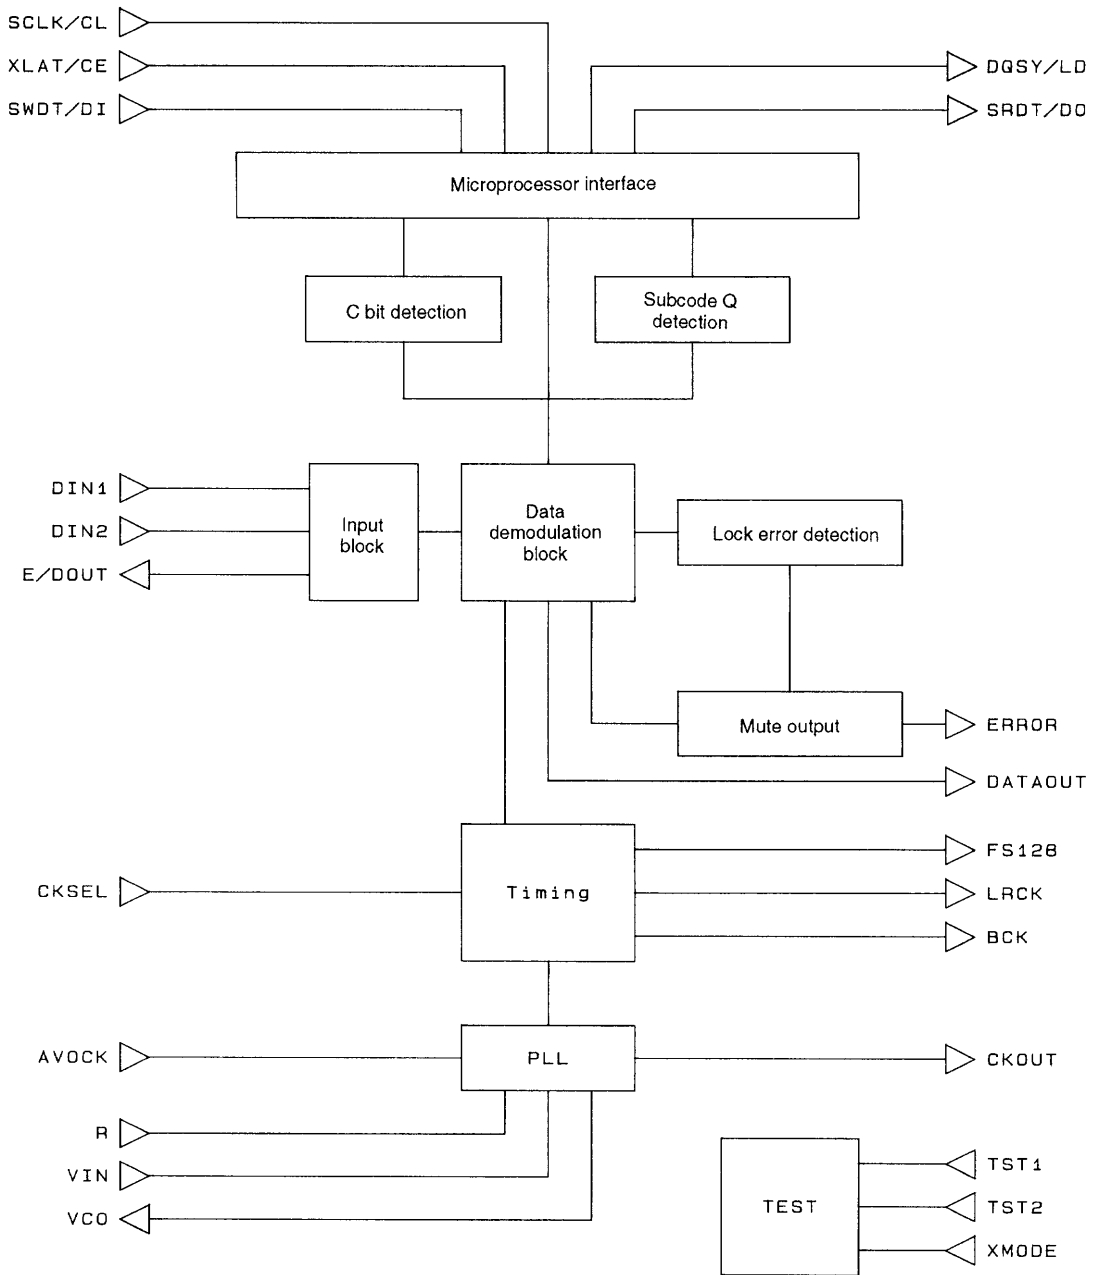 SCLK/CL
XLAT/CE
DQSY/LD
SWDT/DI
SRDT/DO
Microprocessor interface
C bit detection
Subcode Q
detection
DIN1
DIN2
E/DOUT
Input
block
Data
demodulation
block
Lock error detection
Mute output
ERROR
DATAOUT
CKSEL
Timing
FS128
LRCK
BCK
AVOCK
PLL
CKOUT
R
VIN
VCO
TEST
TST1
TST2
XMODE